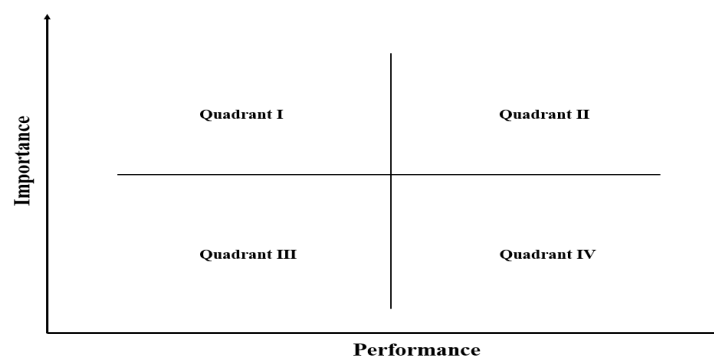 Importance
Quadrant I
Quadrant II
Quadrant III
Quadrant IV
Performance